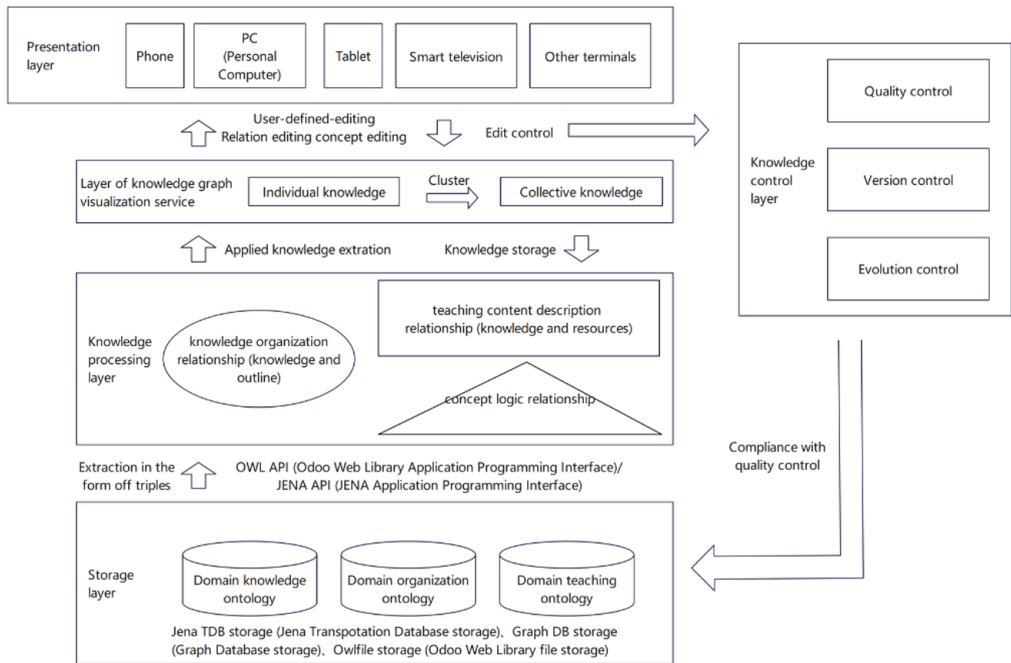 Presentation
layer
Phone
PC
(Personal
Computer)
Tablet
Smart television
Other terminals
User-defined-editing
Relation editing concept editing
Edit control
Layer of knowledge graph
visualization service
Individual knowledge
Cluster
Collective knowledge
Applied knowledge extration
Knowledge storage
Knowledge
processing
layer
knowledge organization
relationship (knowledge and
outline)
teaching content description
relationship (knowledge and resources)
concept logic relationship
Extraction in the
form off triples
OWL API (Odoo Web Library Application Programming Interface)/
JENA API (JENA Application Programming Interface)
Storage
layer
Domain knowledge
ontology
Domain organization
ontology
Domain teaching
ontology
Jena TDB storage (Jena Transpotation Database storage)、Graph DB storage
(Graph Database storage)、Owlfile storage (Odoo Web Library file storage)
Knowledge
control
layer
Quality control
Version control
Evolution control
Compliance with
quality control